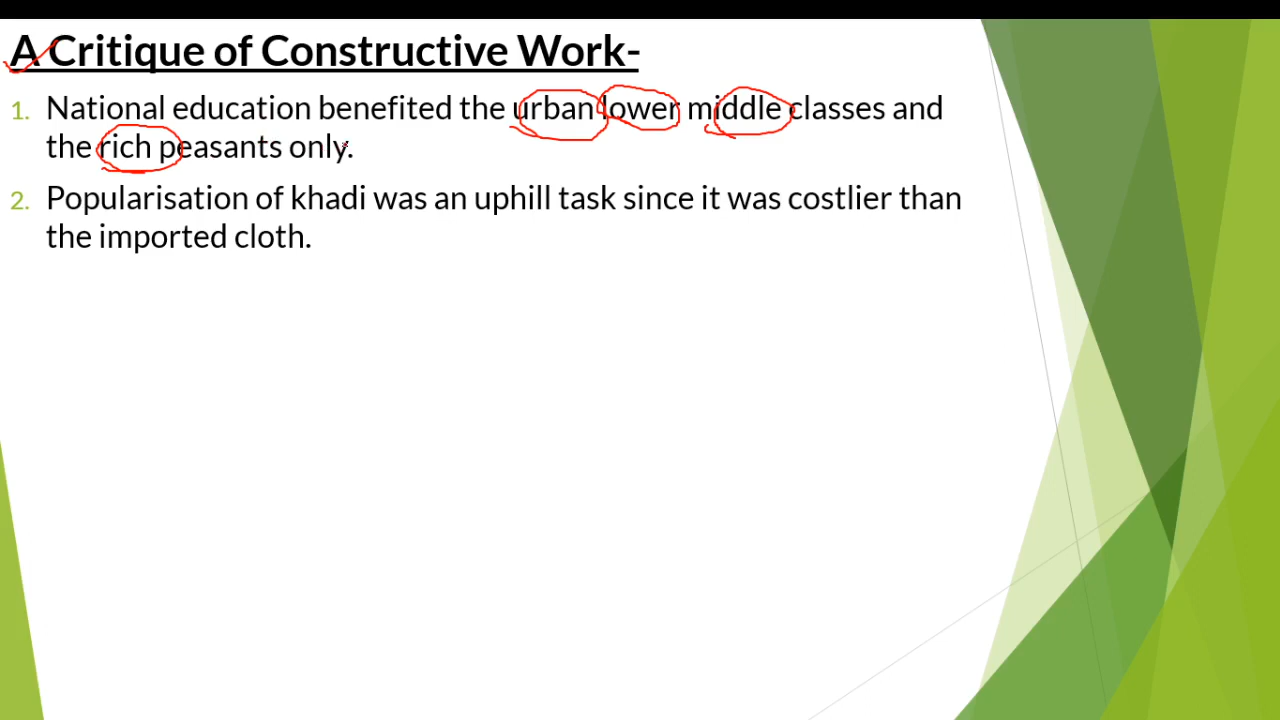 A Critique of Constructive Work-
1. National education benefited the urban lower middle classes and
the rich peasants only.
2. Popularisation of khadi was an uphill task since it was costlier than
the imported cloth.